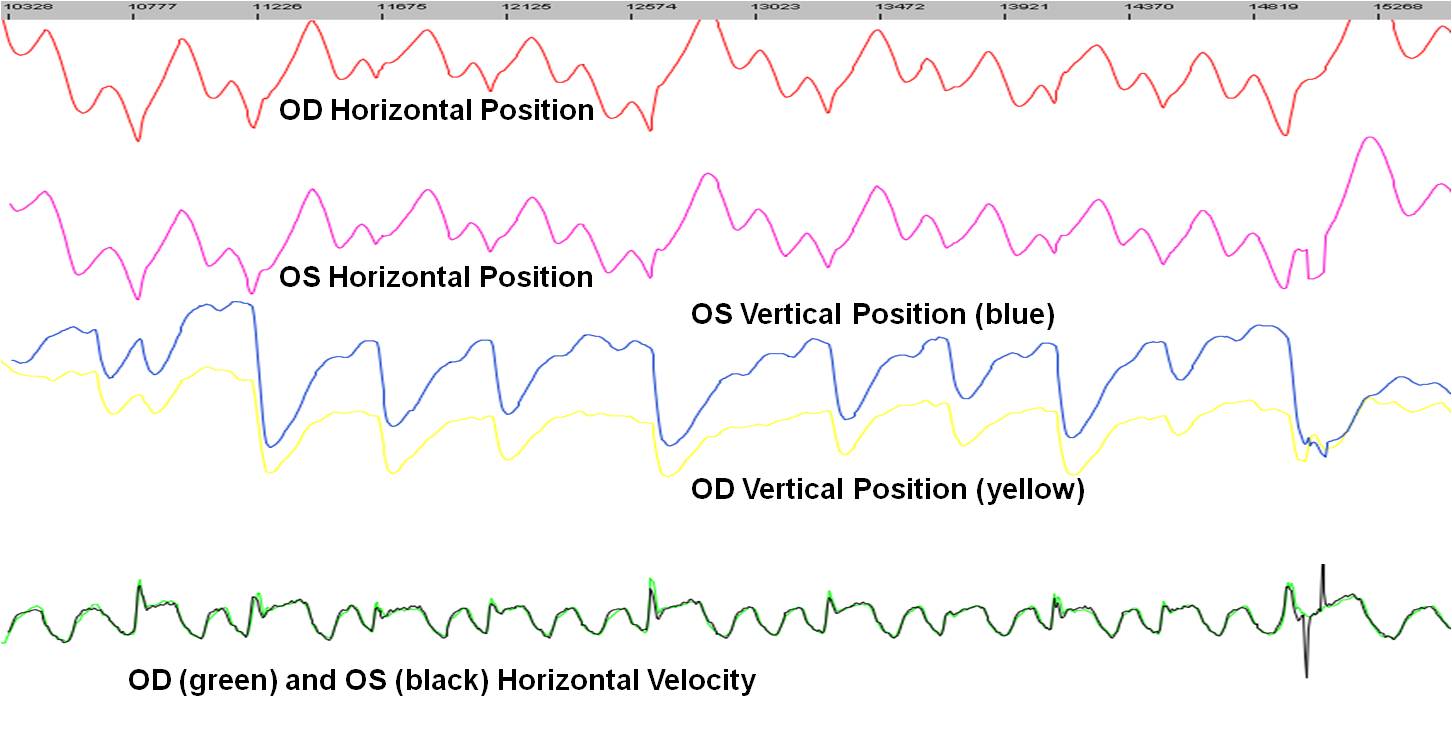 10328 10777 11226 11675 12125 12574 13023 13472 13921 14370 14819 15268
OD Horizontal Position
OS Horizontal Position
OS Vertical Position (blue)
OD Vertical Position (yellow)
OD (green) and OS (black) Horizontal Velocity